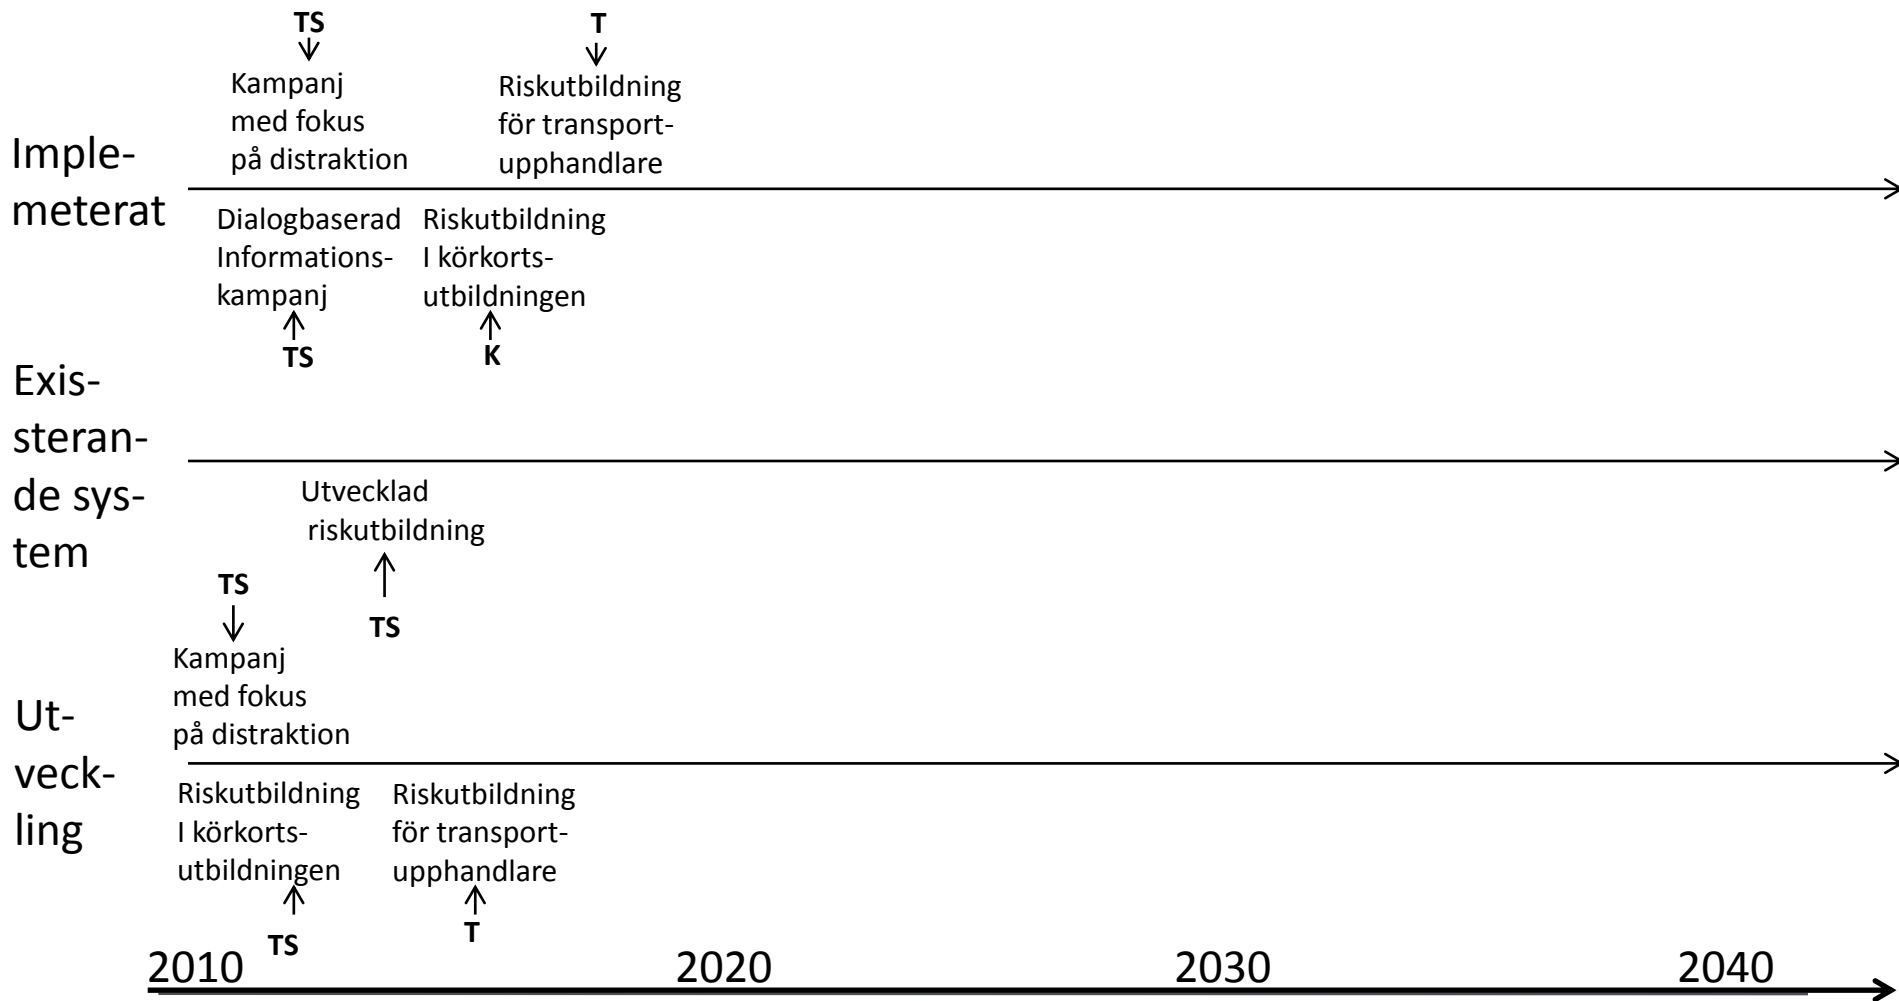 TS
Kampanj
med fokus
på distraktion
T
Riskutbildning
för transport-
upphandlare
Imple-
meterat
Dialogbaserad
Informations-
kampanj
TS
Riskutbildning
I körkorts-
utbildningen
K
Exis-
steran-
de sys-
tem
Utvecklad
riskutbildning
TS
TS
Kampanj
med fokus
på distraktion
Ut-
veck-
ling
Riskutbildning
I körkorts-
utbildningen
TS
Riskutbildning
för transport-
upphandlare
T
2010 2020 2030 2040